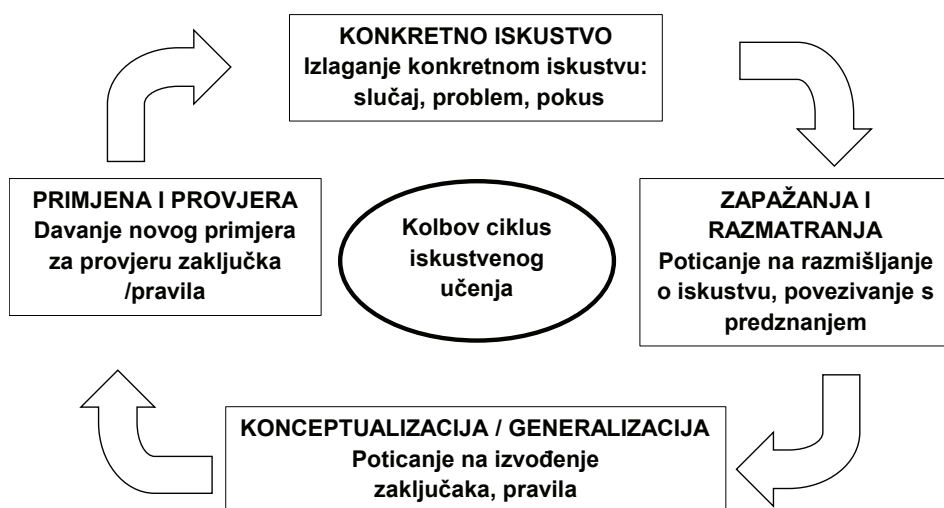 KONKRETNO ISKUSTVO
Izlaganje konkretnom iskustvu:
slučaj, problem, pokus
PRIMJENA I PROVJERA
Davanje novog primjera
za provjeru zaključka
/pravila
Kolbov ciklus
iskustvenog
učenja
ZAPAŽANJA I
RAZMATRANJA
Poticanje na razmišljanje
o iskustvu, povezivanje s
predznanjem
KONCEPTUALIZACIJA / GENERALIZACIJA
Poticanje na izvođenje
zaključaka, pravila